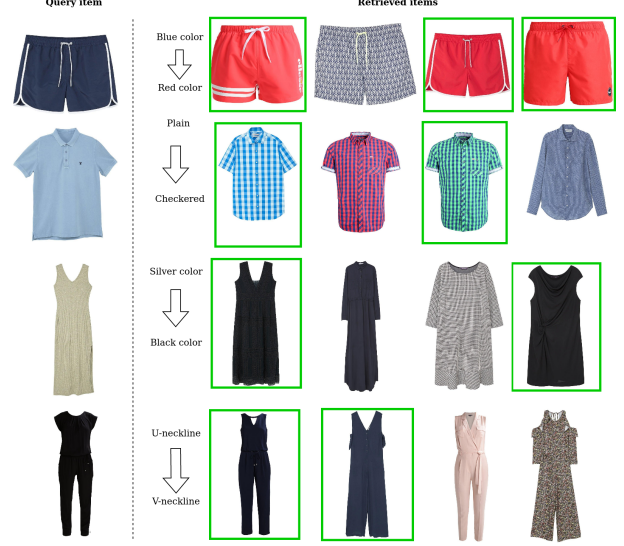 Query item
Retrieved items
Blue color
Red color
Plain
Checkered
Silver color
Black color
U-neckline
V-neckline